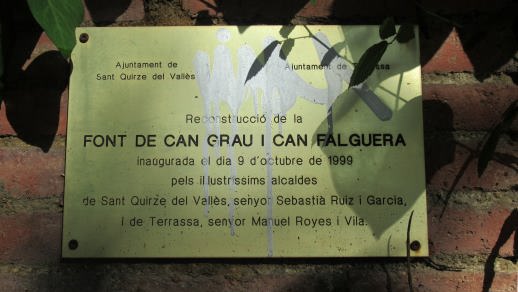 Ajuntament de
Sant Quirze del Vallès
Ajuntament de Terrassa
Reconstrucció de la
FONT DE CAN GRAU I CAN FALGUERA
inaugurada el dia 9 d'octubre de 1999
pels il·lustríssims alcaldes
de Sant Quirze del Vallès, senyor Sebastià Ruiz i Garcia,
i de Terrassa, senyor Manuel Royes i Vila.